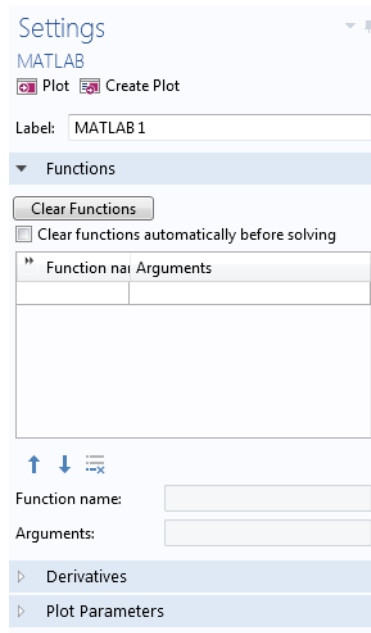 Settings
MATLAB
Plot Create Plot
Label: MATLAB 1
Functions
Clear Functions
Clear functions automatically before solving
Function nar Arguments
Function name:
Arguments:
Derivatives
Plot Parameters